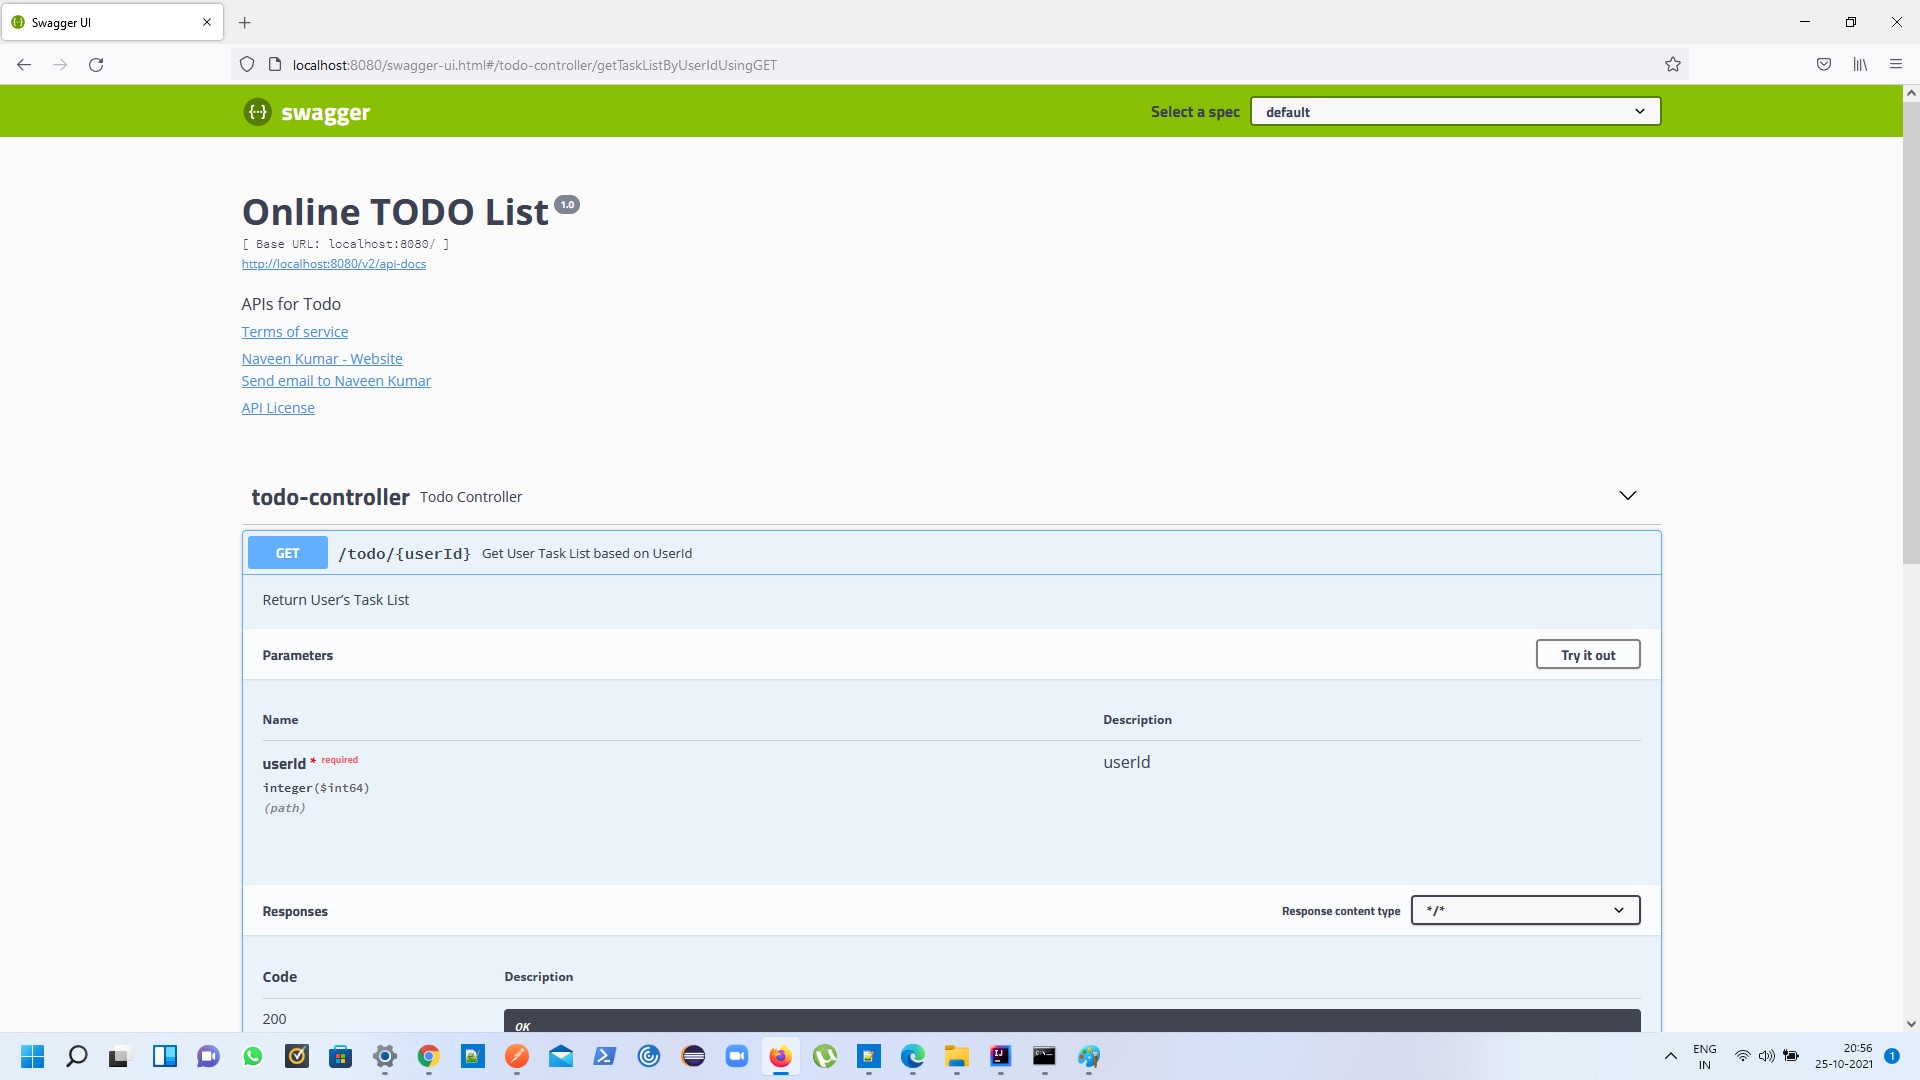 Swagger UI
localhost:8080/swagger-ui.html#/todo-controller/getTaskListByUserIdUsingGET
swagger
Select a spec
default
Online TODO List 1.0
[ Base URL: localhost:8080/ ]
http://localhost:8080/v2/api-docs
APIs for Todo
Terms of service
Naveen Kumar - Website
Send email to Naveen Kumar
API License
todo-controller Todo Controller
GET /todo/{userId} Get User Task List based on UserId
Return User’s Task List
Parameters
Try it out
Name Description
userId * required userId
integer($int64)
(path)
Responses
Response content type */*
Code Description
200 OK
ENG
IN
20:56
25-10-2021
1